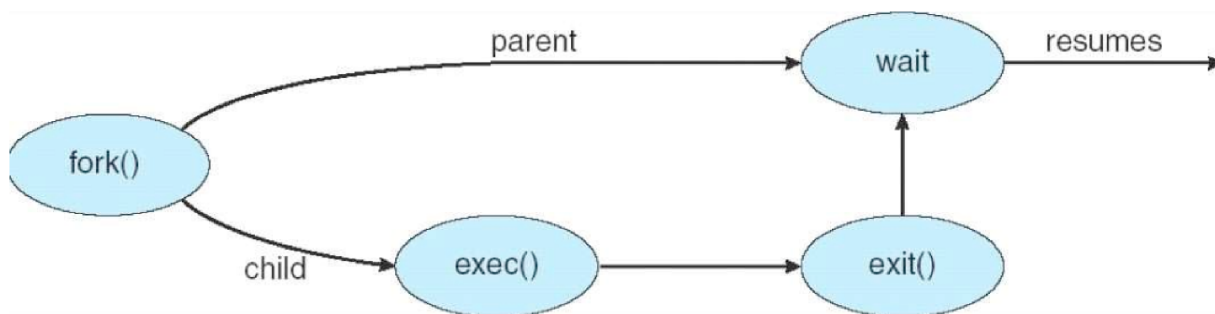 parent
wait
resumes
fork()
child
exec()
exit()